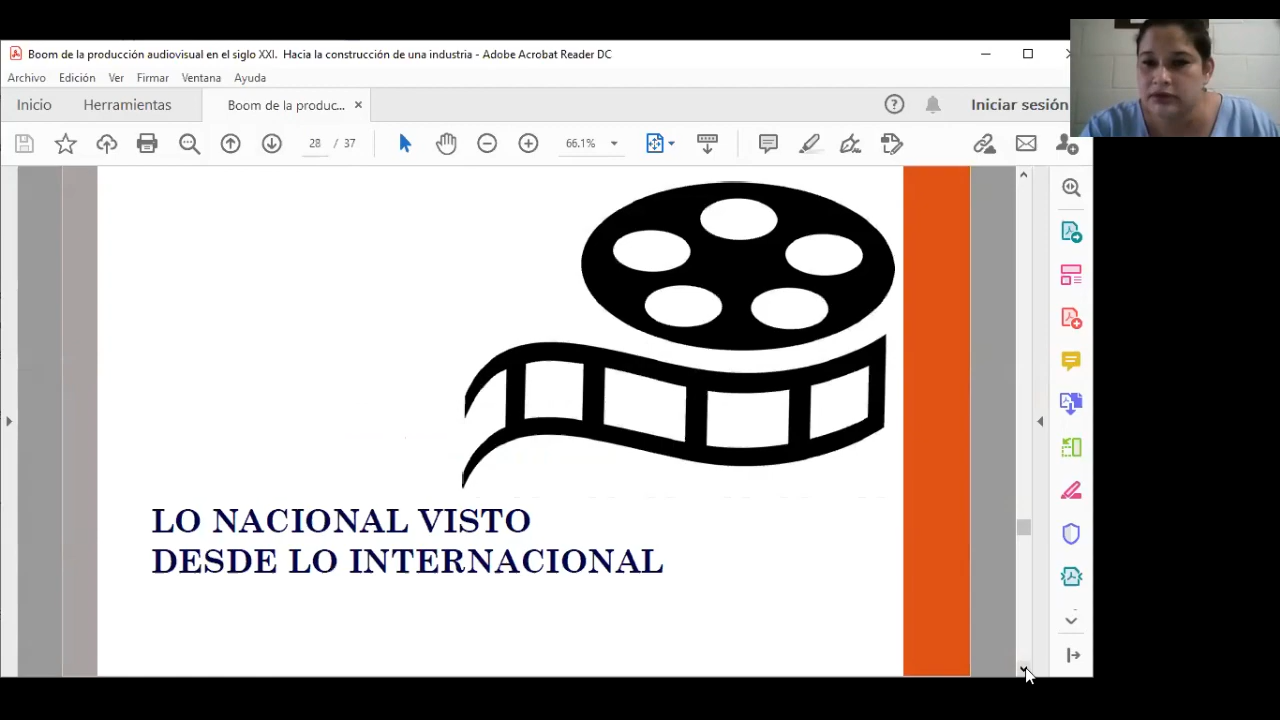 Boom de la producción audiovisual en el siglo XXI. Hacia la construcción de una industria - Adobe Acrobat Reader DC
Archivo Edición Ver Firmar Ventana Ayuda
Inicio Herramientas Boom de la produc... Iniciar sesión
28 / 37 66.1%
LO NACIONAL VISTO
DESDE LO INTERNACIONAL